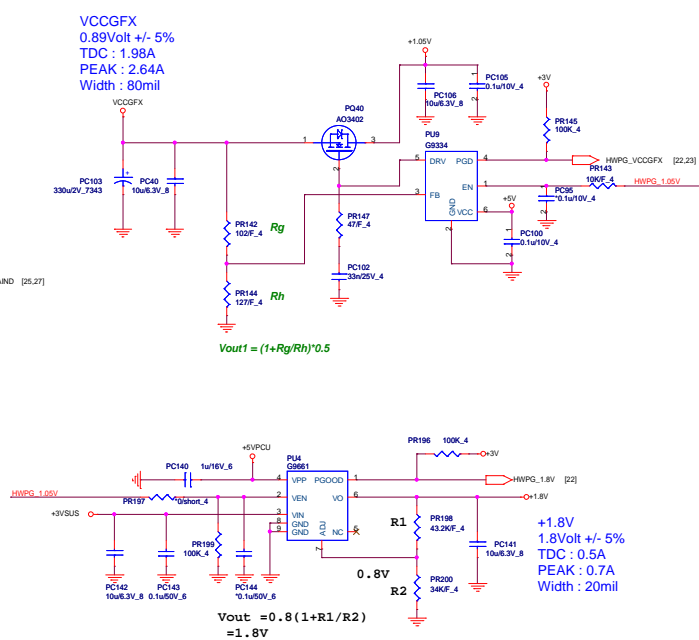 VCCGFX
0.89Volt +/- 5%
TDC : 1.98A
PEAK : 2.64A
Width : 80mil
VCCGFX
PC103
330u/2V_7343
+
PC40
10u/6.3V_8
PQ40
AO3402
1
3
2
+1.05V
PC106
10u/6.3V_8
PC105
0.1u/10V_4
1
2
+3V
PR145
100K_4
PU9
G9334
5
DRV
PGD
4
3
FB
EN
1
GND
VCC
6
2
HWPG_VCCGFX [22,23]
PR143
10K/F_4
HWPG_1.05V
PC95
*0.1u/10V_4
1
2
+5V
PC100
0.1u/10V_4
1
2
PR142
102/F_4
Rg
PR147
47/F_4
PC102
33n/25V_4
PR144
127/F_4
Rh
AIND [25,27]
Vout1 = (1+Rg/Rh)*0.5
+5VPCU
PC140
1u/16V_6
PU4
G9661
4
VPP
PGOOD
1
2
VEN
VO
6
3
VIN
8
GND
9
GND
ADJ
NC
5
7
PR196
100K_4
+3V
HWPG_1.8V [22]
+1.8V
HWPG_1.05V
PR197
*0/short_4
+3VSUS
PR199
100K_4
PC142
10u/6.3V_8
PC143
0.1u/50V_6
PC144
*0.1u/50V_6
R1
PR198
43.2K/F_4
PC141
10u/6.3V_8
0.8V
R2
PR200
34K/F_4
+1.8V
1.8Volt +/- 5%
TDC : 0.5A
PEAK : 0.7A
Width : 20mil
Vout =0.8(1+R1/R2)
=1.8V